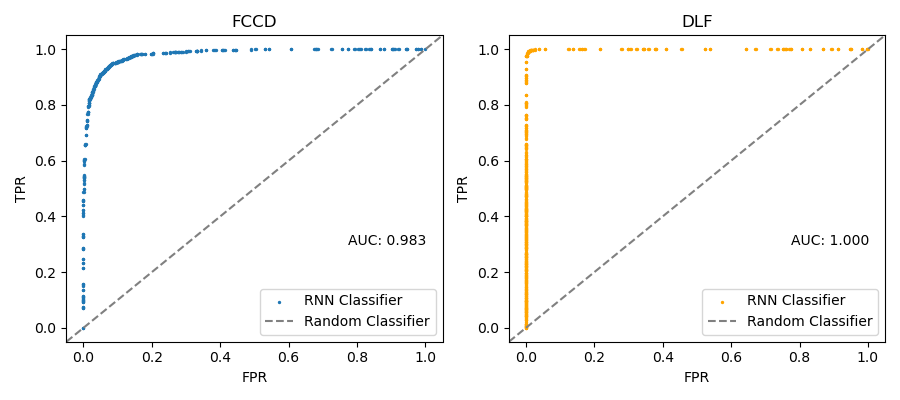 FCCD
TPR
1.0
0.8
0.6
0.4
0.2
0.0
AUC: 0.983
RNN Classifier
Random Classifier
0.0 0.2 0.4 0.6 0.8 1.0
FPR
DLF
TPR
1.0
0.8
0.6
0.4
0.2
0.0
AUC: 1.000
RNN Classifier
Random Classifier
0.0 0.2 0.4 0.6 0.8 1.0
FPR